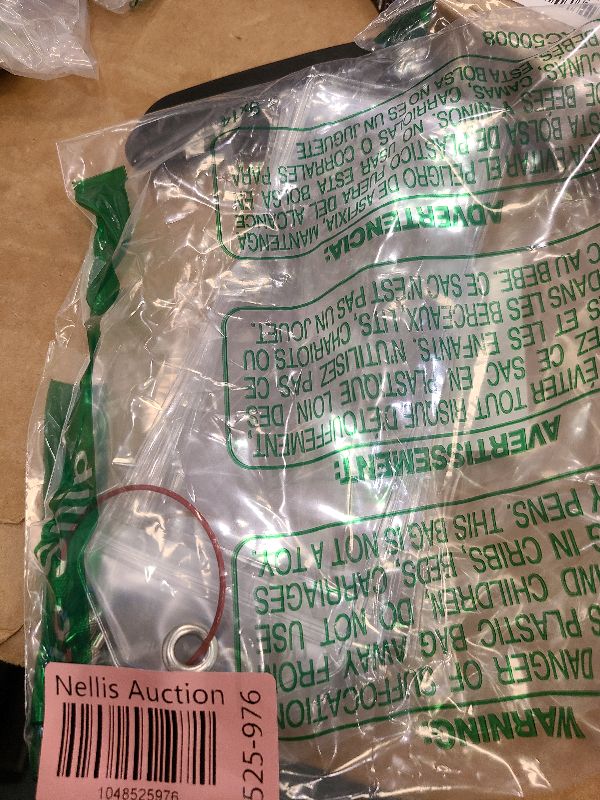 WARNING:
DANGER OF SUFFOCATION
PLASTIC BAG AWAY FROM
AND CHILDREN. DO NOT USE
IN CRIBS, BEDS, CARRIAGES
PENS. THIS BAG IS NOT A TOY.
AVERTISSEMENT:
ÉVITER TOUT RISQUE D'ÉTOUFFEMENT,
CE SAC EN PLASTIQUE LOIN DES
ET LES ENFANTS. N'UTILISEZ PAS CE
DANS LES BERCEAUX, LITS, CHARIOTS OU
AU BÉBÉ. CE SAC N'EST PAS UN JOUET.
ADVERTENCIA:
EVITAR EL PELIGRO DE ASFIXIA, MANTENGA
ESTA BOLSA DE PLASTICO FUERA DEL ALCANCE
DE BEBES Y NIÑOS. NO USAR ESTA BOLSA EN
CUNAS, CAMAS, CARRICOLAS O CORRALES PARA
BEBES. ESTA BOLSA NO ES UN JUGUETE
8x14
Nellis Auction
1048525976
525-976